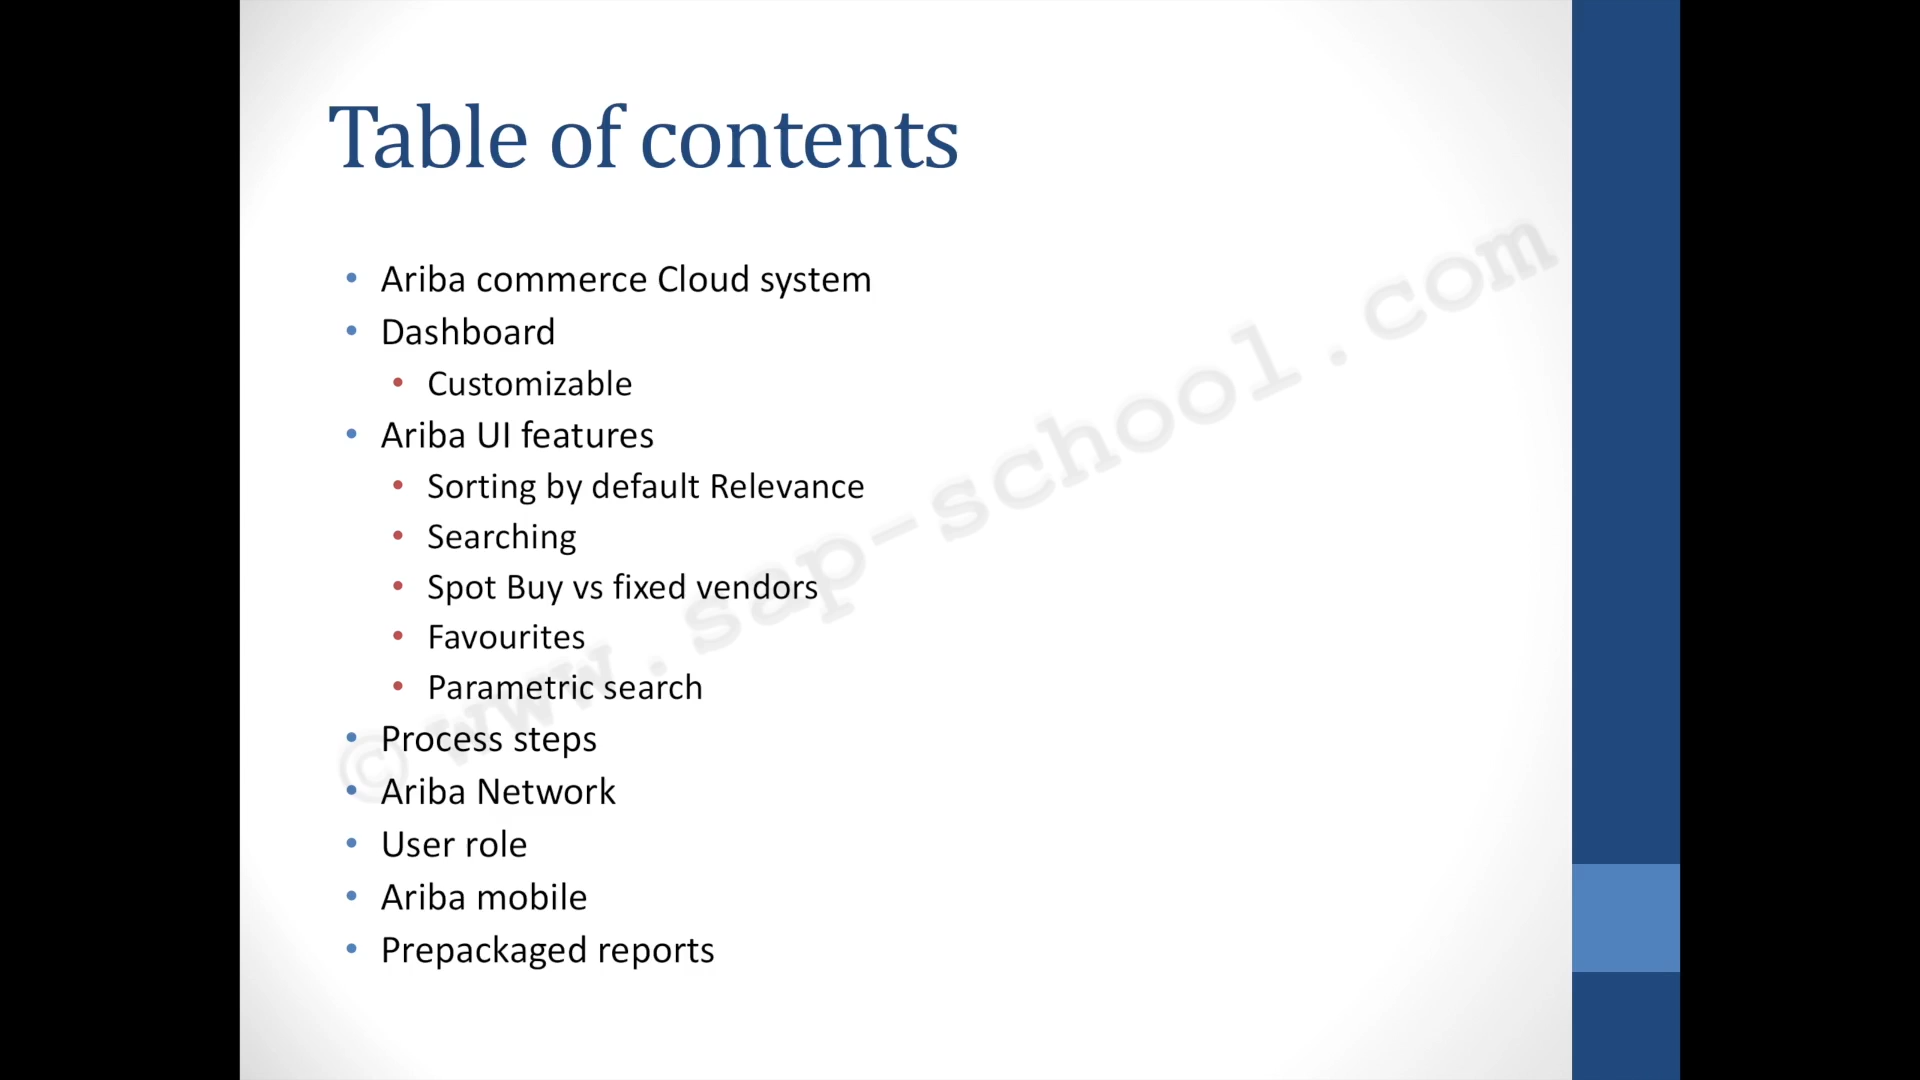 Table of contents
• Ariba commerce Cloud system
• Dashboard
• Customizable
• Ariba UI features
• Sorting by default Relevance
• Searching
• Spot Buy vs fixed vendors
• Favourites
• Parametric search
• Process steps
• Ariba Network
• User role
• Ariba mobile
• Prepackaged reports
© www.sap-school.com